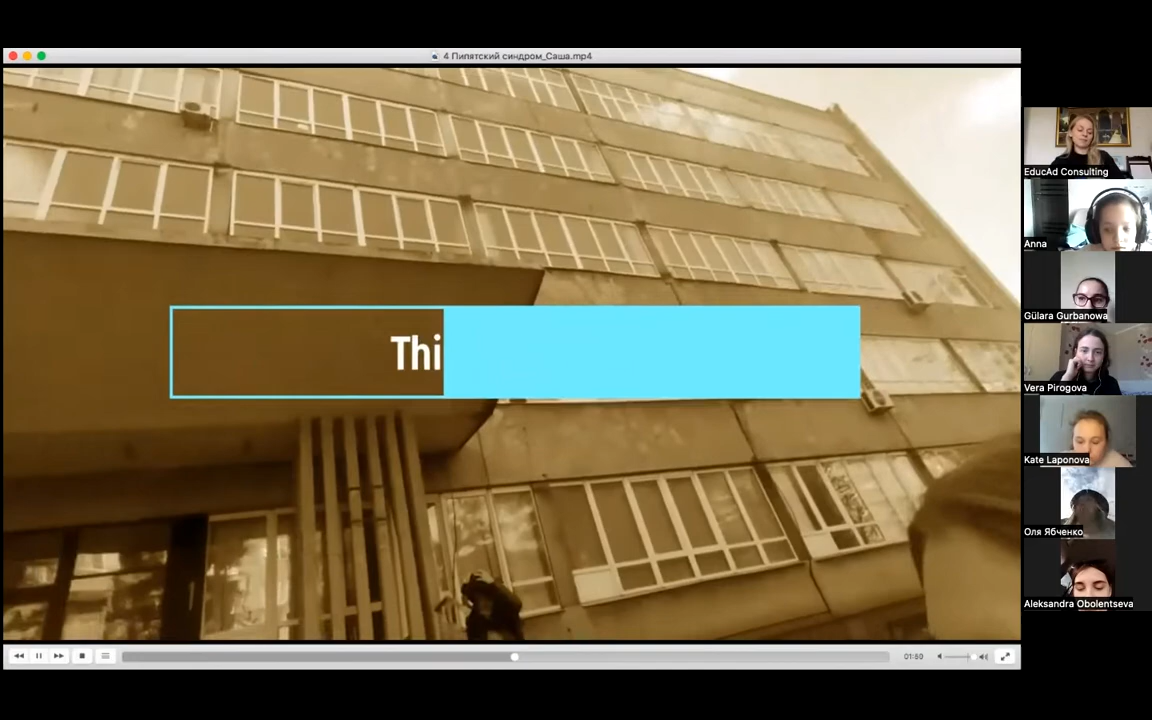 4 Пипятский синдром_Саша.mp4
Thi
01:50
EducAd Consulting
Anna
Gülara Gurbanowa
Vera Pirogova
Kate Laponova
Оля Ябченко
Aleksandra Obolentseva